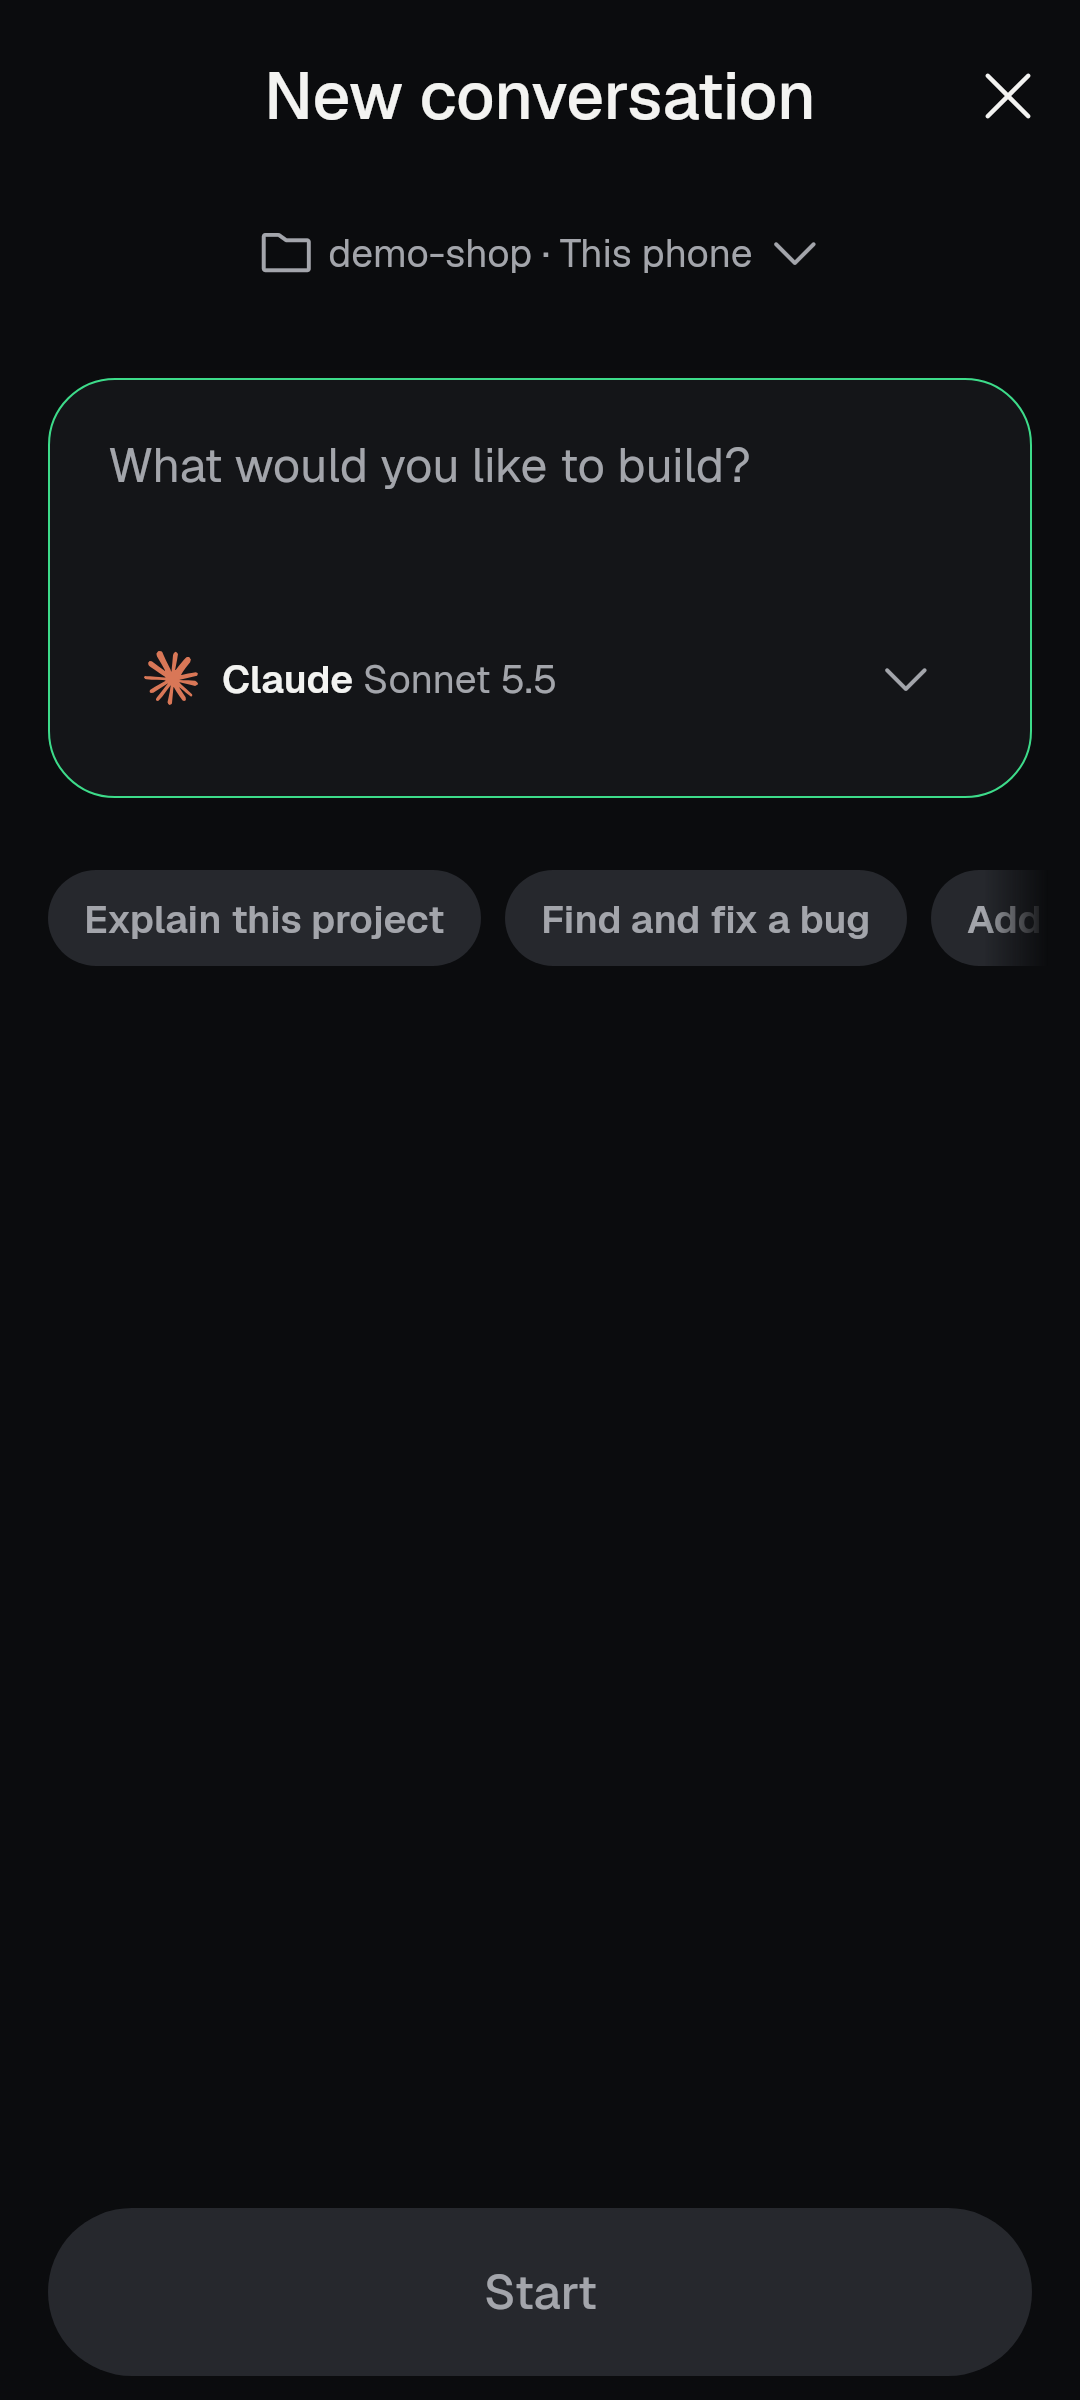 New conversation
demo-shop · This phone
What would you like to build?
Claude Sonnet 5.5
Explain this project
Find and fix a bug
Add
Start